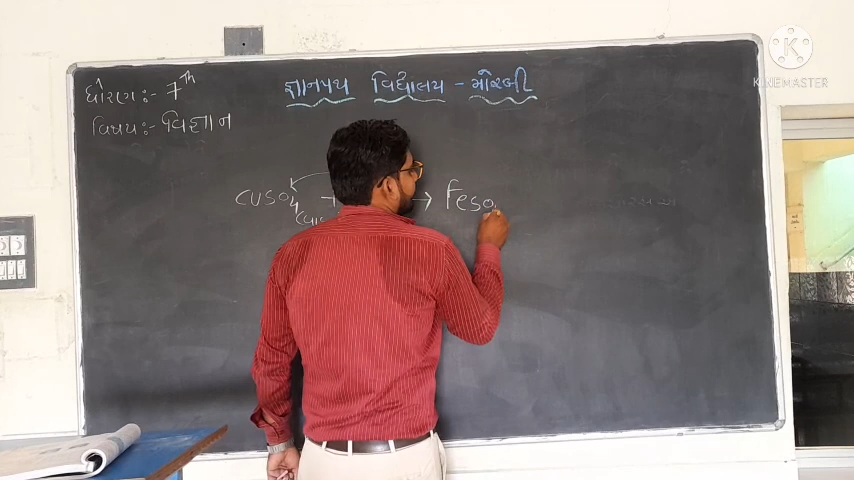 જ્ઞાનપથ વિદ્યાલય - મોરબી
ધોરણ :- 7th
વિષય :- વિજ્ઞાન
CuSO4 + → FeSO
KINEMASTER